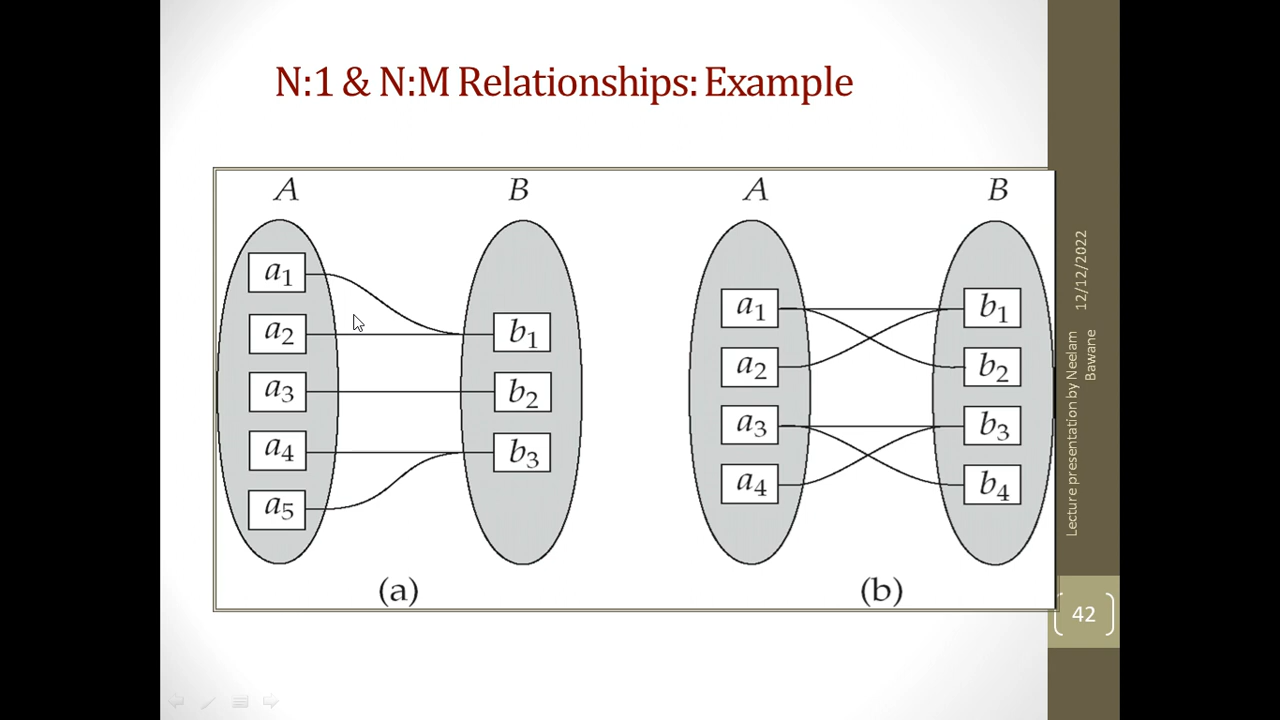 N:1 & N:M Relationships: Example
A
B
a1
a2
a3
a4
a5
b1
b2
b3
(a)
A
B
a1
a2
a3
a4
b1
b2
b3
b4
(b)
12/12/2022
Lecture presentation by Neelam
Bawane
42